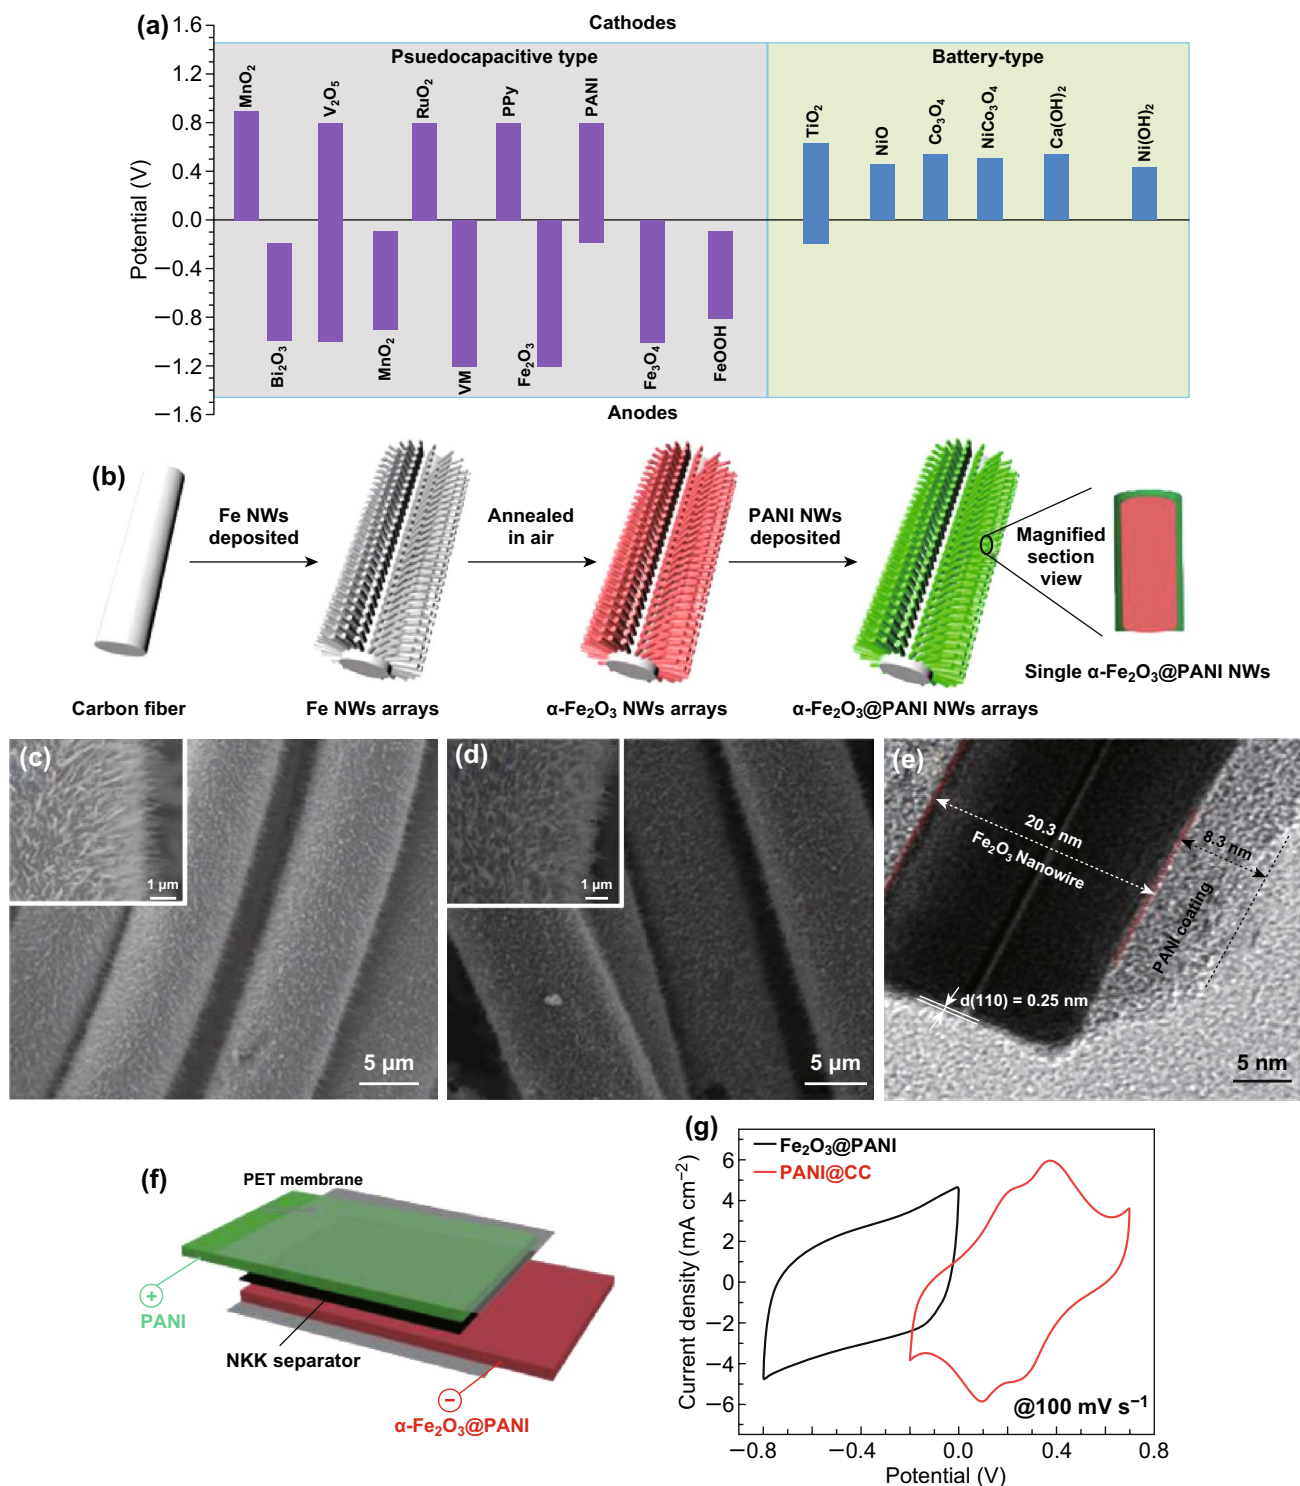 (a)
Cathodes
Psuedocapacitive type
Battery-type
Potential (V)
1.6
1.2
0.8
0.4
0.0
−0.4
−0.8
−1.2
−1.6
MnO2
V2O5
RuO2
PPy
PANI
TiO2
NiO
Co3O4
NiCo3O4
Ca(OH)2
Ni(OH)2
Bi2O3
MnO2
VM
Fe2O3
Fe3O4
FeOOH
Anodes
(b)
Fe NWs
deposited
Annealed
in air
PANI NWs
deposited
Magnified
section
view
Carbon fiber
Fe NWs arrays
α-Fe2O3 NWs arrays
α-Fe2O3@PANI NWs arrays
Single α-Fe2O3@PANI NWs
(c)
1 µm
5 µm
(d)
1 µm
5 µm
(e)
20.3 nm
Fe2O3 Nanowire
8.3 nm
PANI coating
d(110) = 0.25 nm
5 nm
(f)
PET membrane
+
PANI
NKK separator
−
α-Fe2O3@PANI
(g)
Fe2O3@PANI
PANI@CC
Current density (mA cm−2)
6
4
2
0
−2
−4
−6
@100 mV s−1
−0.8
−0.4
0.0
0.4
0.8
Potential (V)